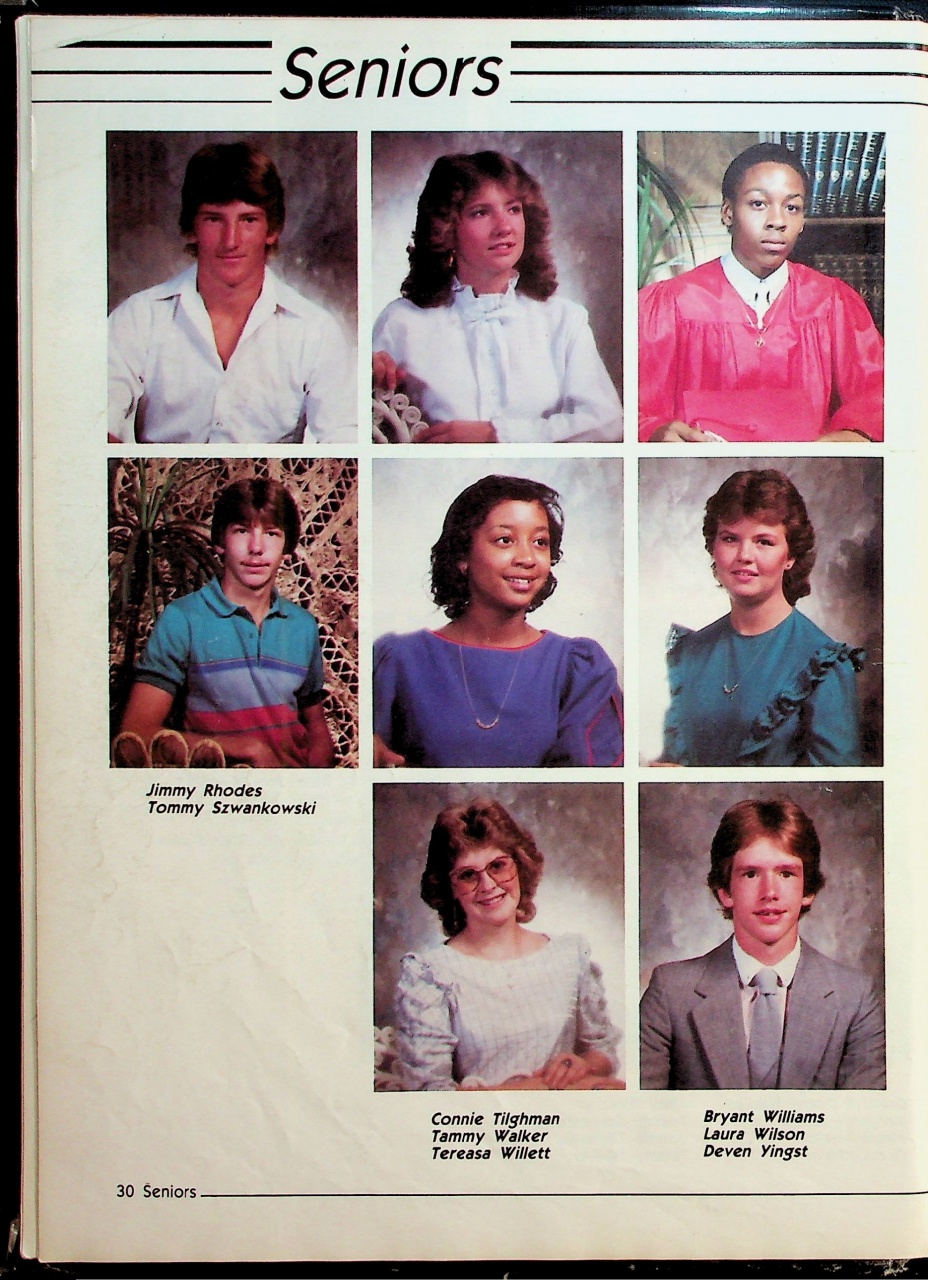 Seniors
Jimmy Rhodes
Tommy Szwankowski
Connie Tilghman
Tammy Walker
Tereasa Willett
Bryant Williams
Laura Wilson
Deven Yingst
30 Seniors